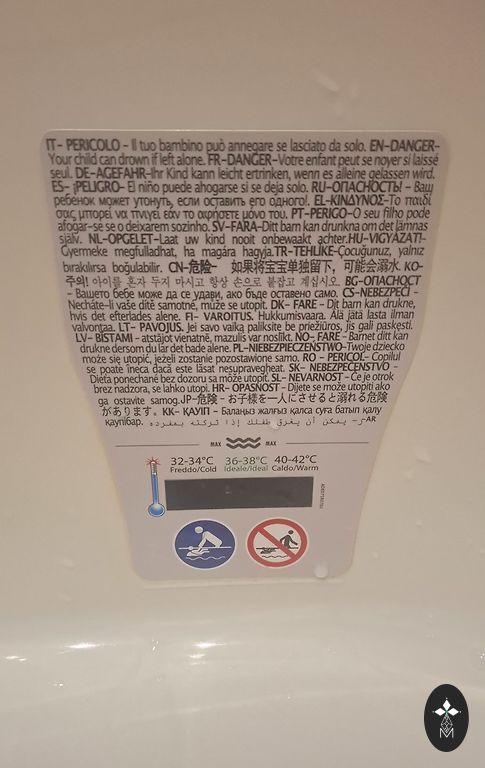 IT- PERICOLO - Il tuo bambino può annegare se lasciato da solo. EN-DANGER-
Your child can drown if left alone. FR-DANGER-Votre enfant peut se noyer si laissé
seul. DE-AGEFAHR-Ihr Kind kann leicht ertrinken, wenn es alleine gelassen wird.
ES- ¡PELIGRO- El niño puede ahogarse si se deja solo. RU-ОПАСНОСТЬ! - Ваш
ребенок может утонуть, если оставить его одного!. EL-ΚΙΝΔΥΝΟΣ-Το παιδί
σας μπορεί να πνιγεί εάν το αφήσετε μόνο του. PT-PERIGO-O seu filho pode
afogar-se se o deixarem sozinho. SV-FARA-Ditt barn kan drunkna om det lämnas
själv. NL-OPGELET-Laat uw kind nooit onbewaakt achter.HU-VIGYÁZAT!-
Gyermeke megfulladhat, ha magára hagyja.TR-TEHLİKE-Çocuğunuz, yalnız
bırakılırsa boğulabilir. CN-危险- 如果将宝宝单独留下，可能会溺水. KO-
주의! 아이를 혼자 두지 마시고 항상 손으로 붙잡고 계십시오. BG-ОПАСНОСТ
- Вашето бебе може да се удави, ако бъде оставено само. CS-NEBEZPEČÍ -
Necháte-li vaše dítě samotné, muže se utopit. DK- FARE - Dit barn kan drukne,
hvis det efterlades alene. FI- VAROITUS. Hukkumisvaara. Älä jätä lasta ilman
valvontaa. LT- PAVOJUS. Jei savo vaiką paliksite be priežiūros, jis gali paskęsti.
LV- BĪSTAMI - atstājot vienatnē, mazulis var noslīkt. NO- FARE - Barnet ditt kan
drukne dersom du lar det bade alene. PL-NIEBEZPIECZEŃSTWO-Twoje dziecko
może się utopić, jeżeli zostanie pozostawione samo. RO - PERICOL- Copilul
se poate îneca dacă este lăsat nesupravegheat. SK- NEBEZPEČENSTVO -
Dieťa ponechané bez dozoru sa môže utopiť. SL- NEVARNOST - Če je otrok
brez nadzora, se lahko utopi. HR- OPASNOST - Dijete se može utopiti ako
ga ostavite samog.JP-危険 - お子様を一人にさせると溺れる危険
があります。 KK- ҚАУІП - Балаңыз жалғыз қалса суға батып қалу
қаупі бар. AR-خطر - يمكن أن يغرق طفلك إذا تركته بمفرده
MAX MAX
32-34°C 36-38°C 40-42°C
Freddo/Cold Ideale/Ideal Caldo/Warm
M